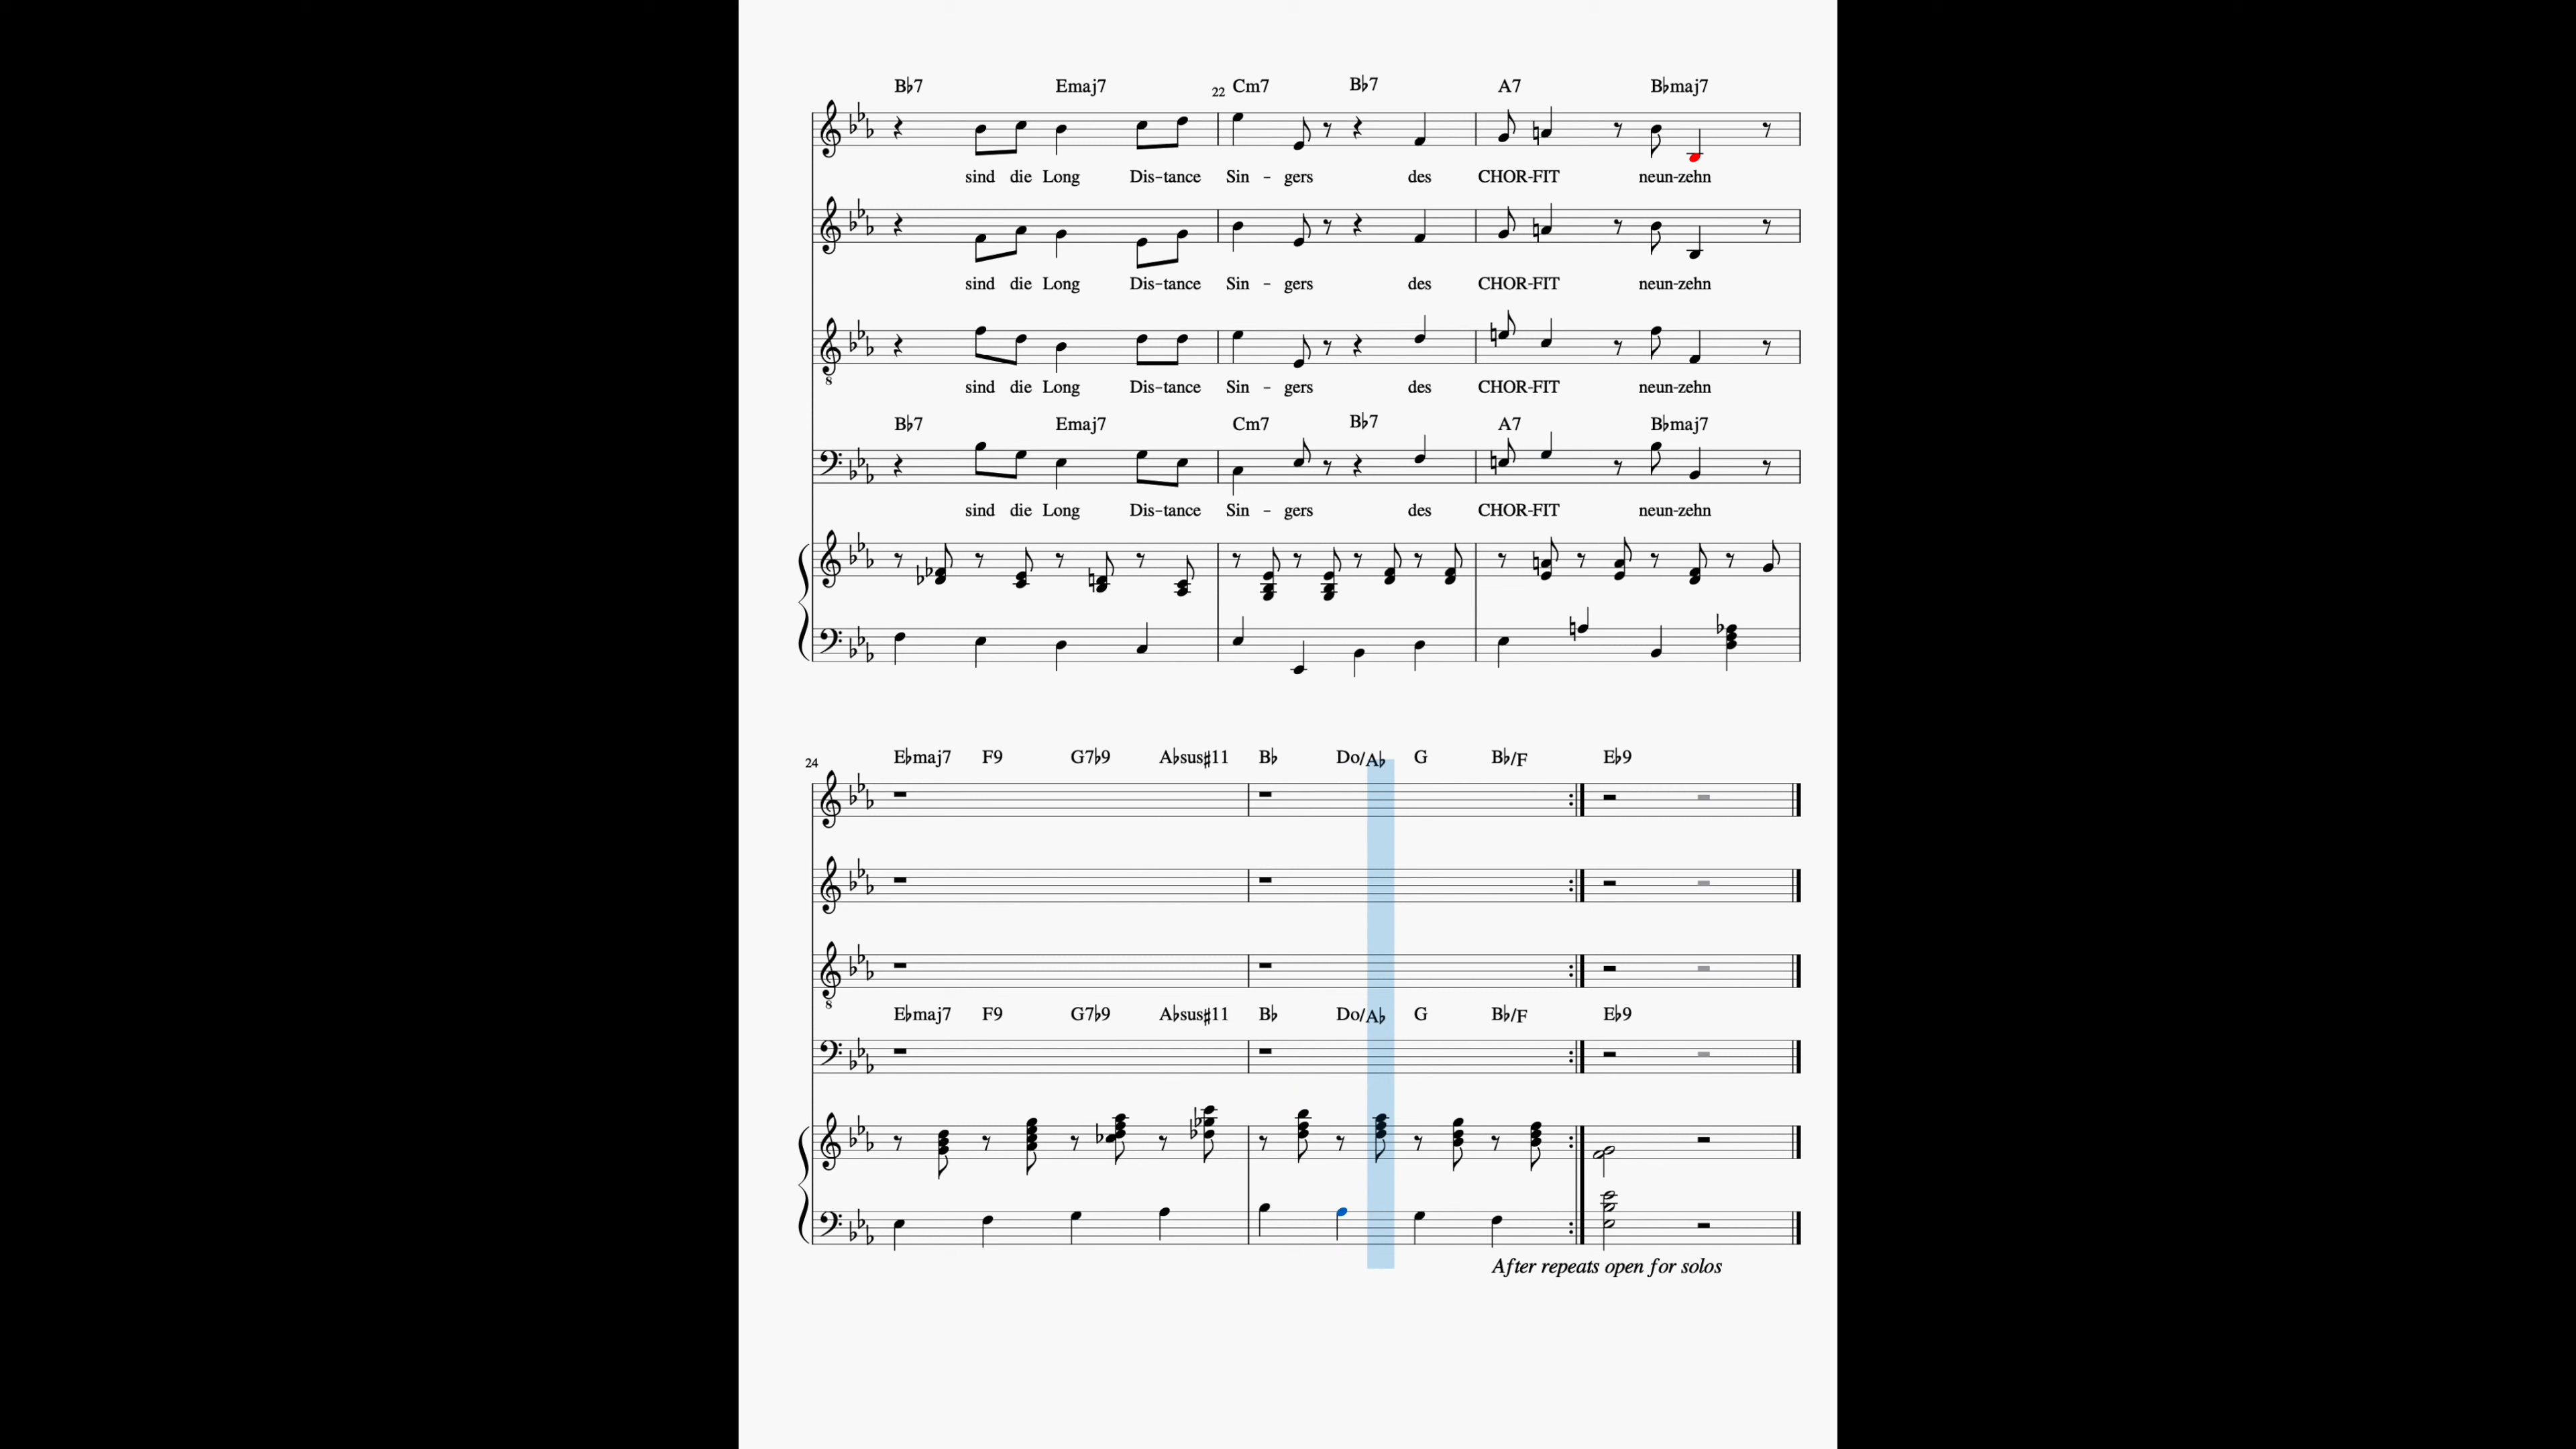 B♭7 Emaj7 22 Cm7 B♭7 A7 B♭maj7
sind die Long Dis-tance Sin - gers des CHOR-FIT neun-zehn
sind die Long Dis-tance Sin - gers des CHOR-FIT neun-zehn
8
sind die Long Dis-tance Sin - gers des CHOR-FIT neun-zehn
B♭7 Emaj7 Cm7 B♭7 A7 B♭maj7
sind die Long Dis-tance Sin - gers des CHOR-FIT neun-zehn
24 E♭maj7 F9 G7♭9 A♭sus♯11 B♭ Do/A♭ G B♭/F E♭9
8
E♭maj7 F9 G7♭9 A♭sus♯11 B♭ Do/A♭ G B♭/F E♭9
After repeats open for solos